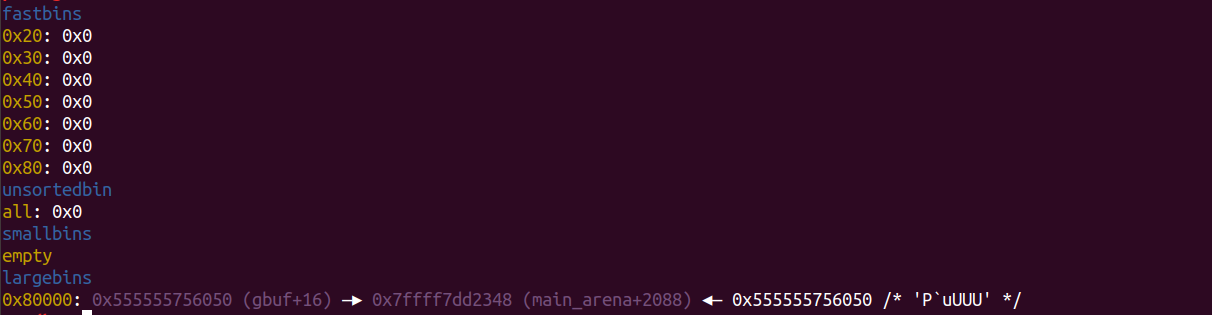 fastbins
0x20: 0x0
0x30: 0x0
0x40: 0x0
0x50: 0x0
0x60: 0x0
0x70: 0x0
0x80: 0x0
unsortedbin
all: 0x0
smallbins
empty
largebins
0x80000: 0x555555756050 (gbuf+16) —▸ 0x7ffff7dd2348 (main_arena+2088) ◂— 0x555555756050 /* 'P`uUUU' */